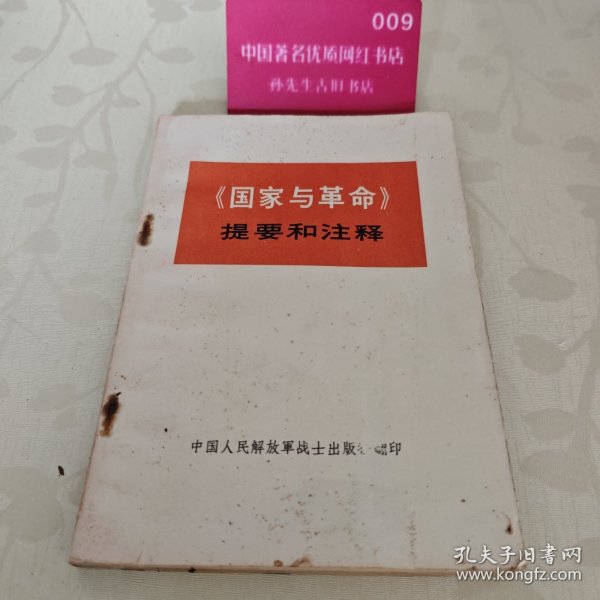 009
中国著名优质网红书店
孙先生古旧书店
《国家与革命》
提要和注释
中国人民解放軍战士出版 翻印
孔夫子旧书网
www.kongfz.com